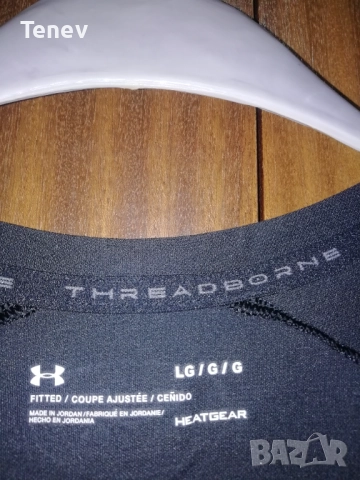 Tenev
THREADBORNE
LG / G / G
FITTED / COUPE AJUSTÉE / CEÑIDO
MADE IN JORDAN / FABRIQUÉ EN JORDANIE /
HECHO EN JORDANIA
HEATGEAR
BAZAR